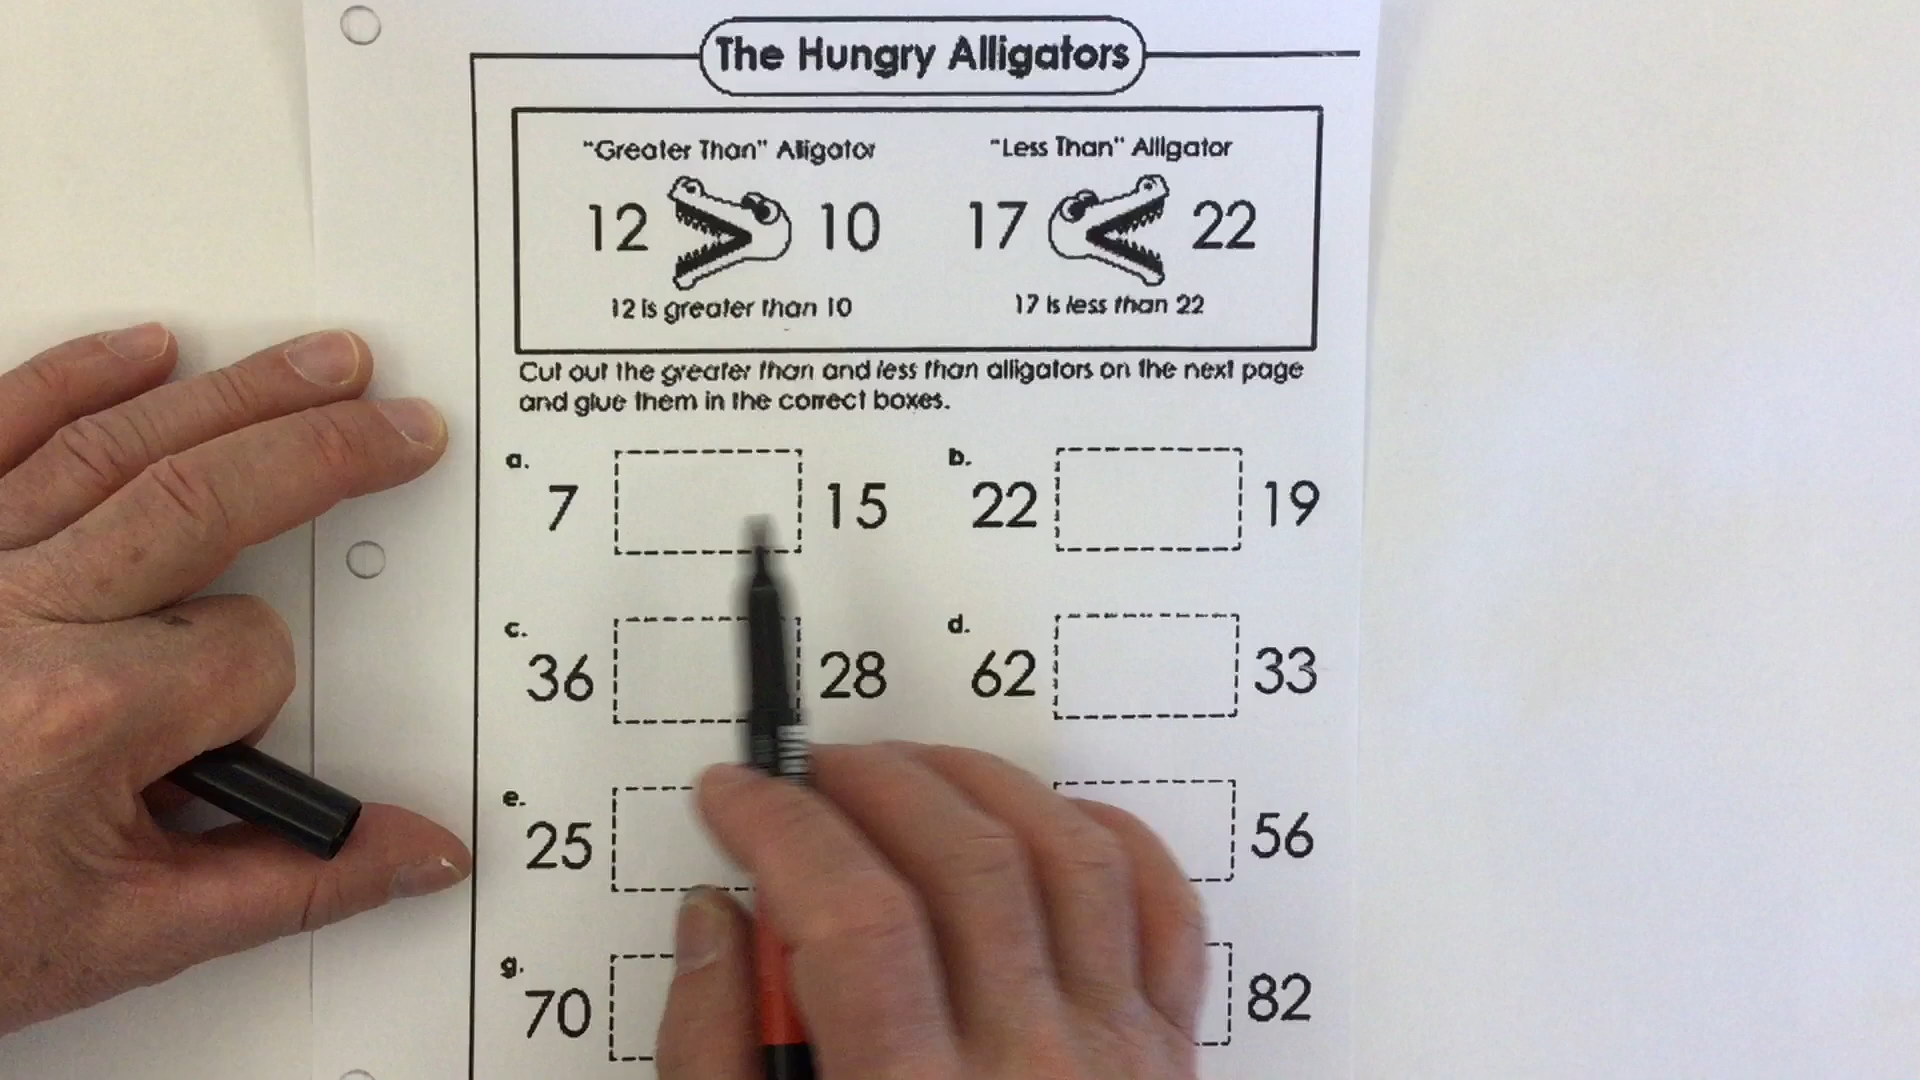 The Hungry Alligators
"Greater Than" Alligator
"Less Than" Alligator
12 10
17 22
12 is greater than 10
17 is less than 22
Cut out the greater than and less than alligators on the next page
and glue them in the correct boxes.
a.
7 15
b.
22 19
c.
36 28
d.
62 33
e.
25
56
g.
70
82